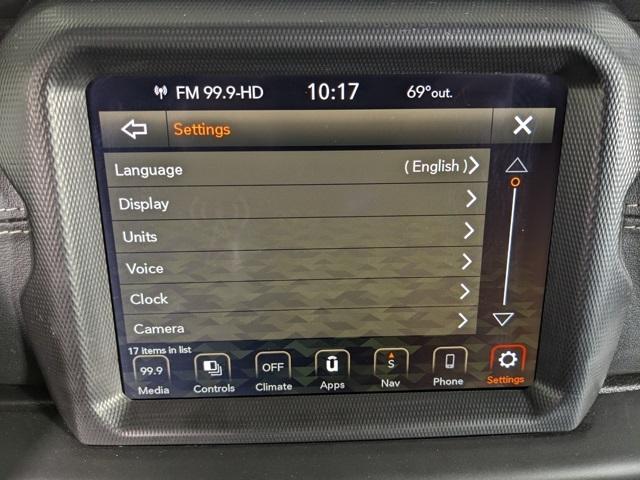 FM 99.9-HD 10:17 69°out.
Settings
Language (English)
Display
Units
Voice
Clock
Camera
17 items in list
99.9 OFF S
Media Controls Climate Apps Nav Phone Settings